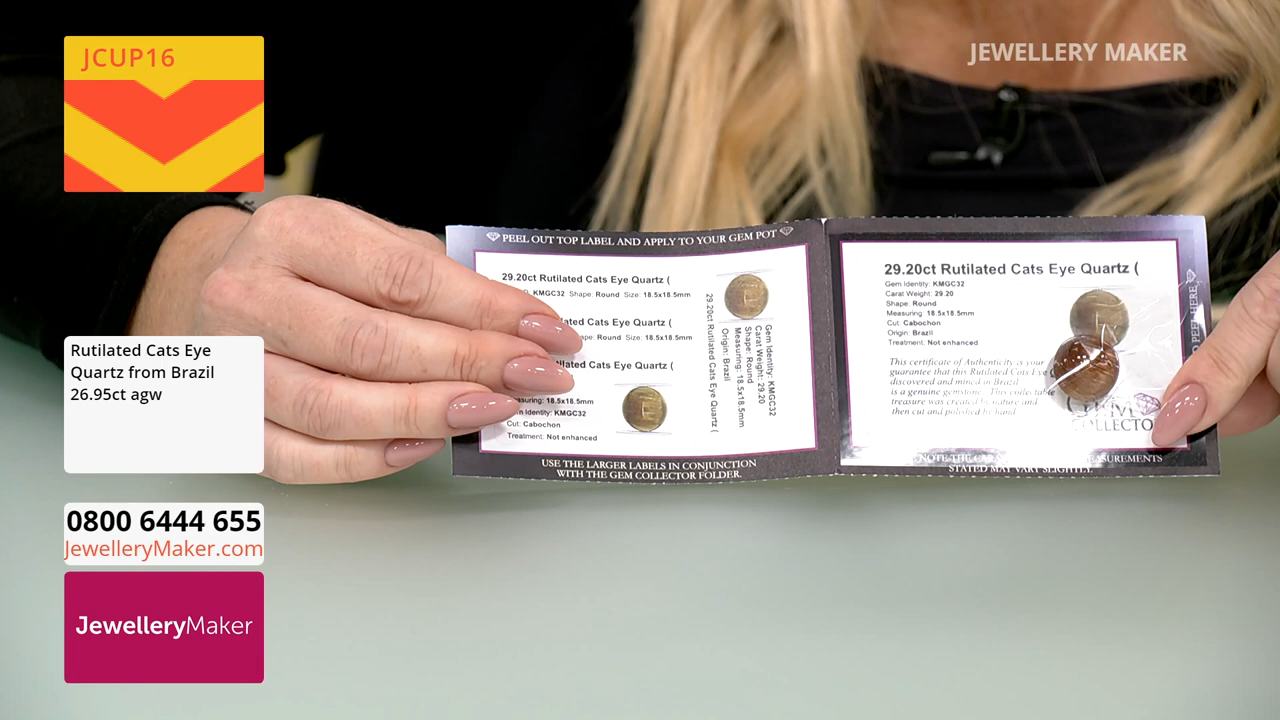 JCUP16
JEWELLERY MAKER
Rutilated Cats Eye
Quartz from Brazil
26.95ct agw
0800 6444 655
JewelleryMaker.com
JewelleryMaker
PEEL OUT TOP LABEL AND APPLY TO YOUR GEM POT
29.20ct Rutilated Cats Eye Quartz (
KMGC32 Shape: Round Size: 18.5x18.5mm
Cats Eye Quartz (
Round Size: 18.5x18.5mm
Cats Eye Quartz (
18.5x18.5mm
Identity: KMGC32
Cut: Cabochon
Treatment: Not enhanced
29.20ct Rutilated Cats Eye Quartz (
Gem Identity: KMGC32
Carat Weight: 29.20
Shape: Round
Measuring: 18.5x18.5mm
Origin: Brazil
USE THE LARGER LABELS IN CONJUNCTION
WITH THE GEM COLLECTOR FOLDER.
29.20ct Rutilated Cats Eye Quartz (
Gem Identity: KMGC32
Carat Weight: 29.20
Shape: Round
Measuring: 18.5x18.5mm
Cut: Cabochon
Origin: Brazil
Treatment: Not enhanced
This certificate of Authenticity is your
guarantee that this Rutilated Cats Eye
discovered and mined in Brazil
is a genuine gemstone. This collectable
treasure was created by nature and
then cut and polished by hand
GEM
COLLECTO
PEEL HERE
NOTE THE
STATED MAY VARY SLIGHTLY.